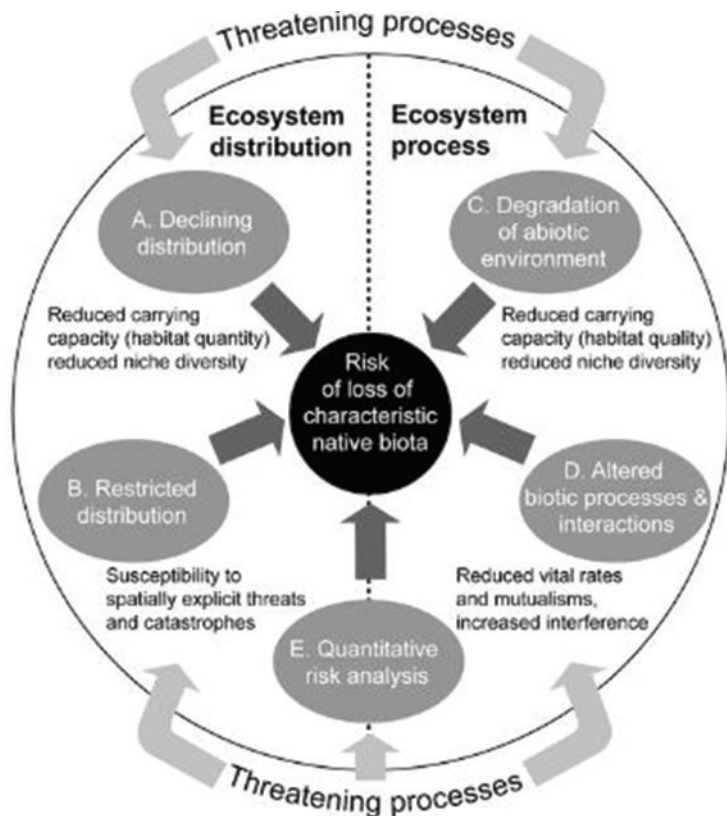 Threatening processes
Ecosystem
distribution
Ecosystem
process
A. Declining
distribution
C. Degradation
of abiotic
environment
Reduced carrying
capacity (habitat quantity)
reduced niche diversity
Reduced carrying
capacity (habitat quality)
reduced niche diversity
Risk
of loss of
characteristic
native biota
B. Restricted
distribution
D. Altered
biotic processes &
interactions
Susceptibility to
spatially explicit threats
and catastrophes
Reduced vital rates
and mutualisms,
increased interference
E. Quantitative
risk analysis
Threatening processes